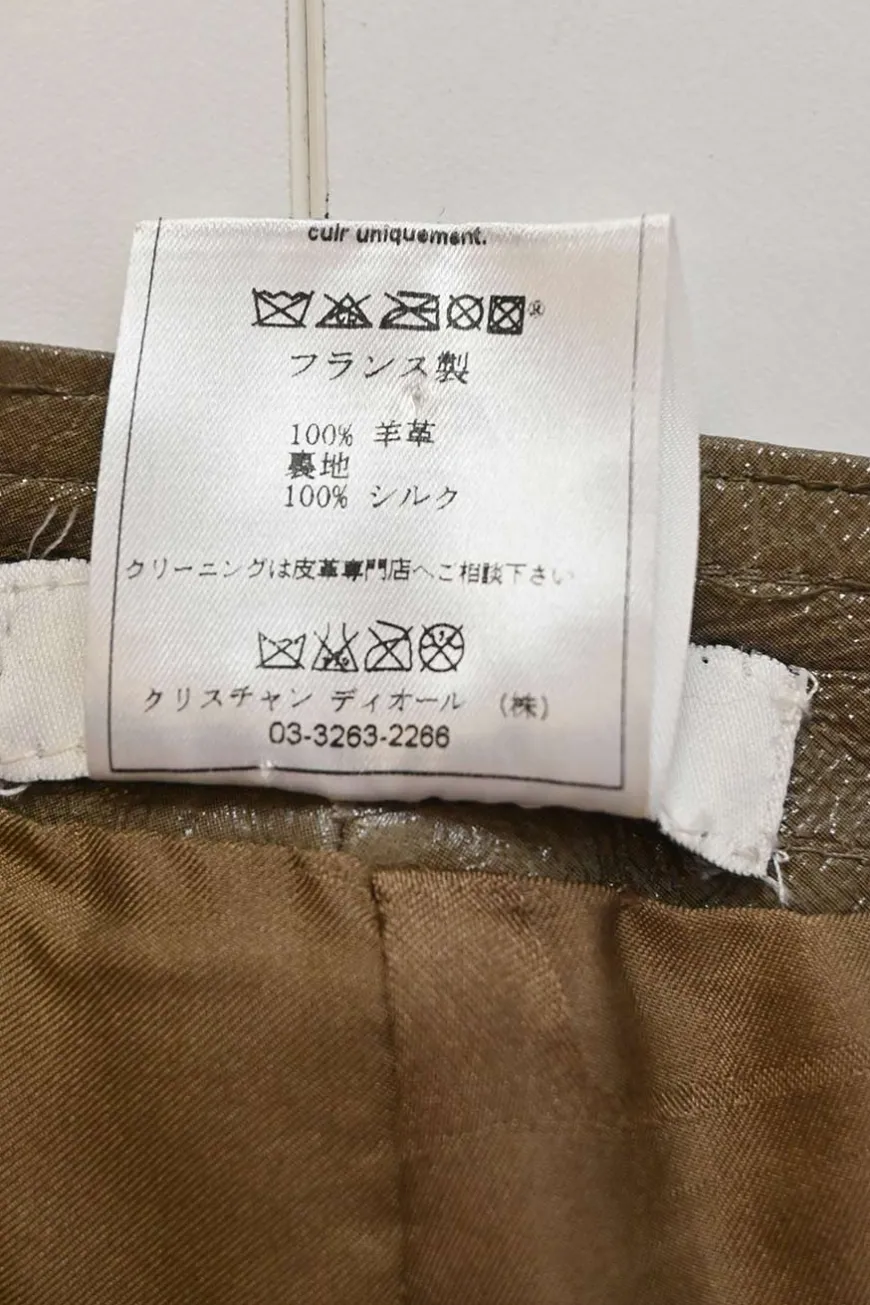 cuir uniquement.
®
フランス製
100% 羊革
裏地
100% シルク
クリーニングは皮革専門店へご相談下さい
クリスチャン ディオール (株)
03-3263-2266